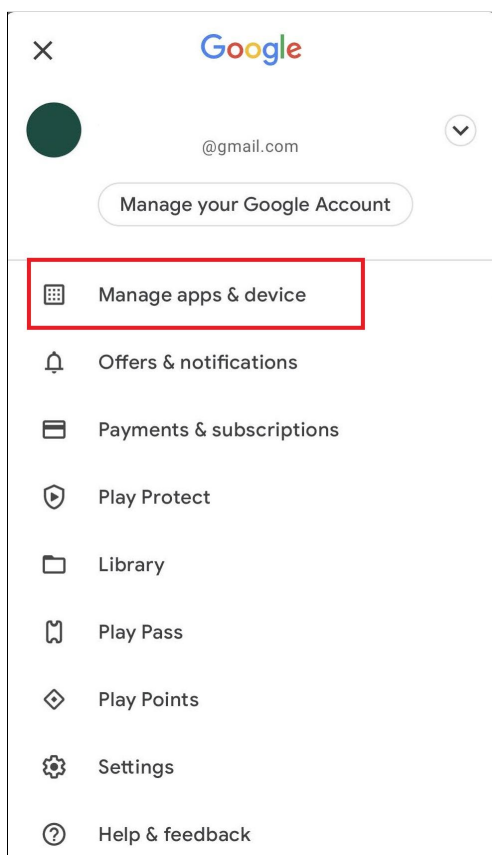 Google
@gmail.com
Manage your Google Account
Manage apps & device
Offers & notifications
Payments & subscriptions
Play Protect
Library
Play Pass
Play Points
Settings
Help & feedback